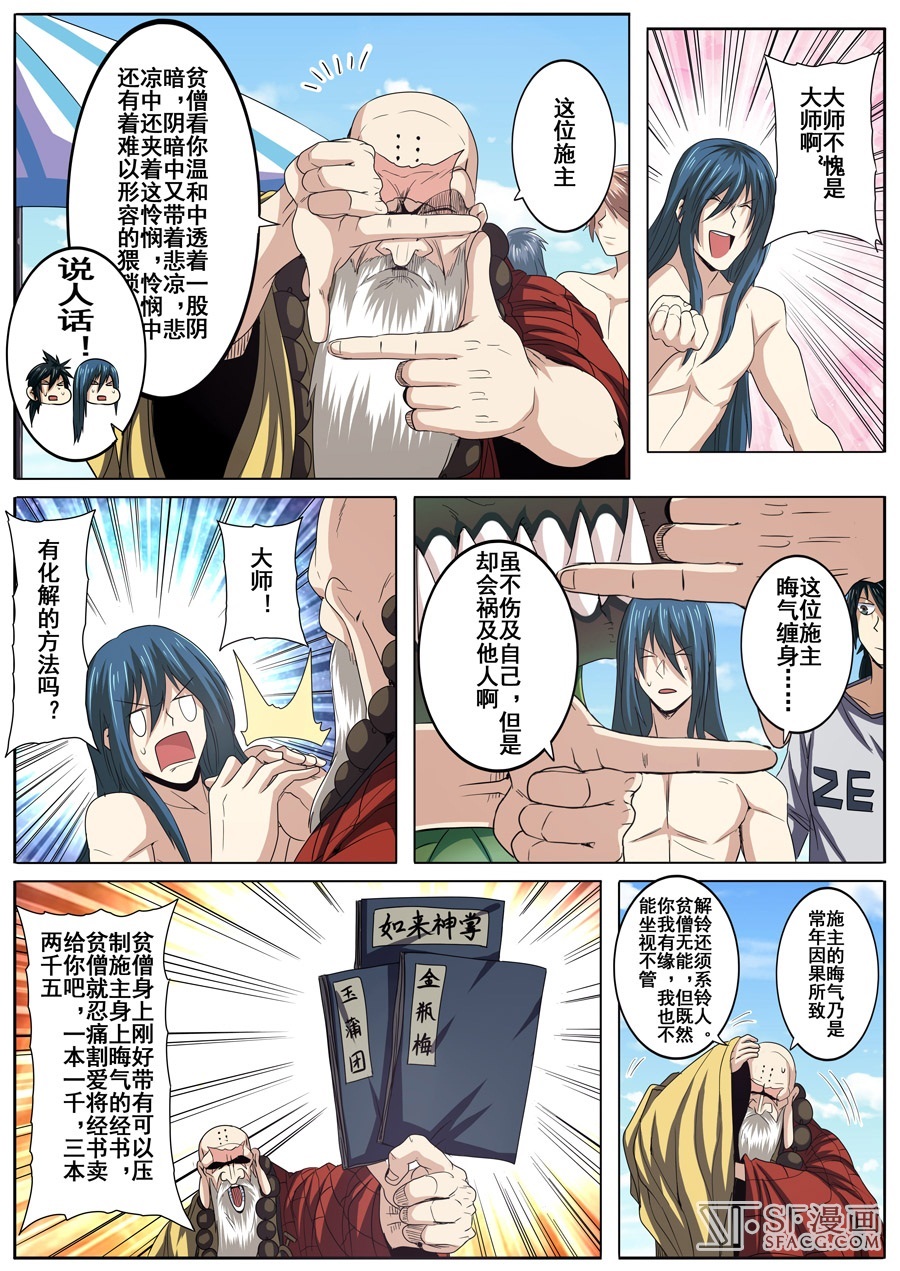 大师不愧是
大师啊
这位施主
贫僧看你温和中透着一股阴
暗，阴暗中又带着悲凉，悲
凉中还夹着这怜悯，怜悯中
还有着难以形容的猥琐
说人话！
这位施主
晦气缠身……
虽不伤及自己，但是
却会祸及他人啊
ZE
大师！
有化解的方法吗？
施主的晦气乃是
常年因果所致
解铃还须系铃人。
贫僧无能，但既然
你我有缘，我也不
能坐视不管
如来神掌
金瓶梅
玉蒲团
贫僧身上刚好带有可以压
制施主身上晦气的经书，
贫僧就忍痛割爱将经书卖
给你吧，一本一千，三本
两千五
SF漫画
SFACG.COM